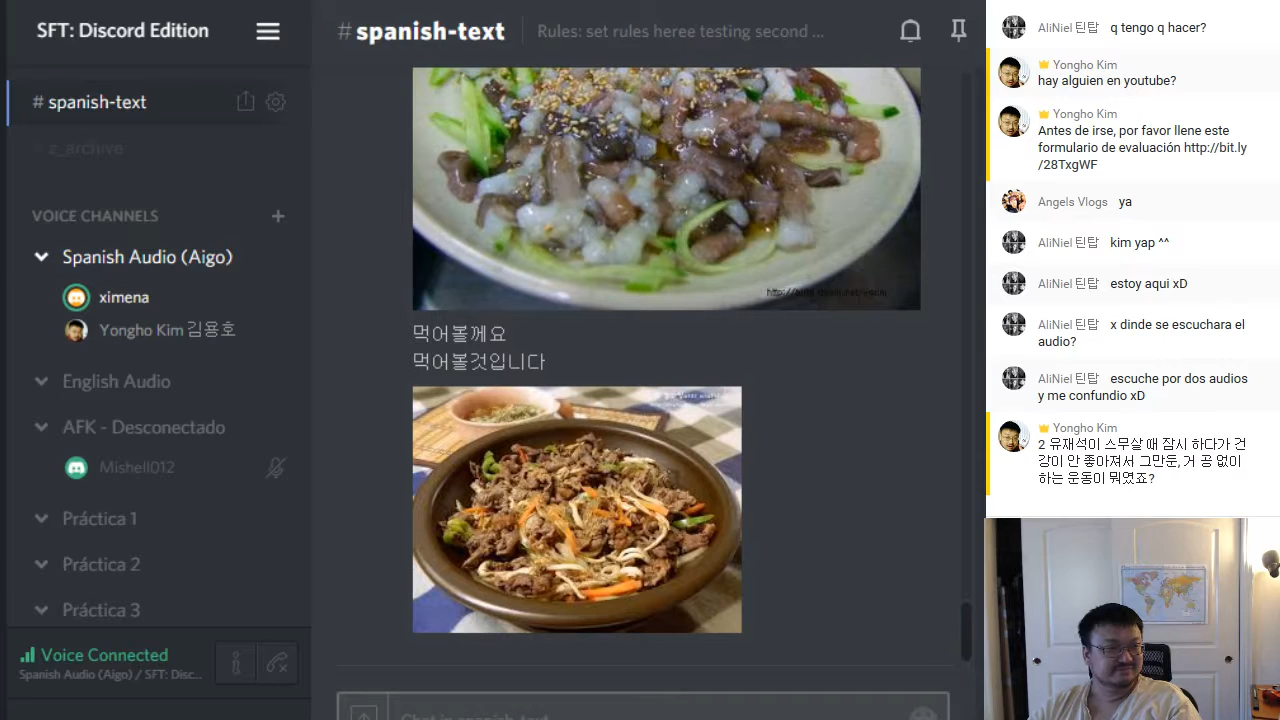 SFT: Discord Edition
# spanish-text
z_archive
VOICE CHANNELS
Spanish Audio (Aigo)
ximena
Yongho Kim 김용호
English Audio
AFK - Desconectado
Mishell012
Práctica 1
Práctica 2
Práctica 3
Voice Connected
Spanish Audio (Aigo) / SFT: Disc...
# spanish-text
Rules: set rules heree testing second ...
먹어볼께요
먹어볼것입니다
Chat in spanish-text
AliNiel 틴탑 q tengo q hacer?
Yongho Kim
hay alguien en youtube?
Yongho Kim
Antes de irse, por favor llene este
formulario de evaluación http://bit.ly
/28TxgWF
Angels Vlogs ya
AliNiel 틴탑 kim yap ^^
AliNiel 틴탑 estoy aqui xD
AliNiel 틴탑 x dinde se escuchara el
audio?
AliNiel 틴탑 escuche por dos audios
y me confundio xD
Yongho Kim
2 유재석이 스무살 때 잠시 하다가 건
강이 안 좋아져서 그만둔, 거 공 없이
하는 운동이 뭐였죠?